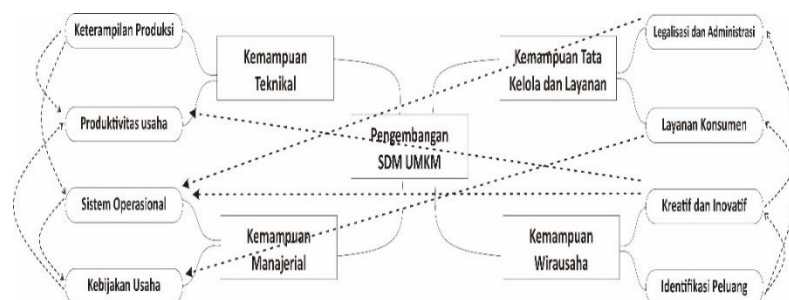 Keterampilan Produksi
Legalisasi dan Administrasi
Kemampuan
Teknikal
Kemampuan Tata
Kelola dan Layanan
Produktivitas usaha
Layanan Konsumen
Pengembangan
SDM UMKM
Sistem Operasional
Kreatif dan Inovatif
Kemampuan
Manajerial
Kemampuan
Wirausaha
Kebijakan Usaha
Identifikasi Peluang